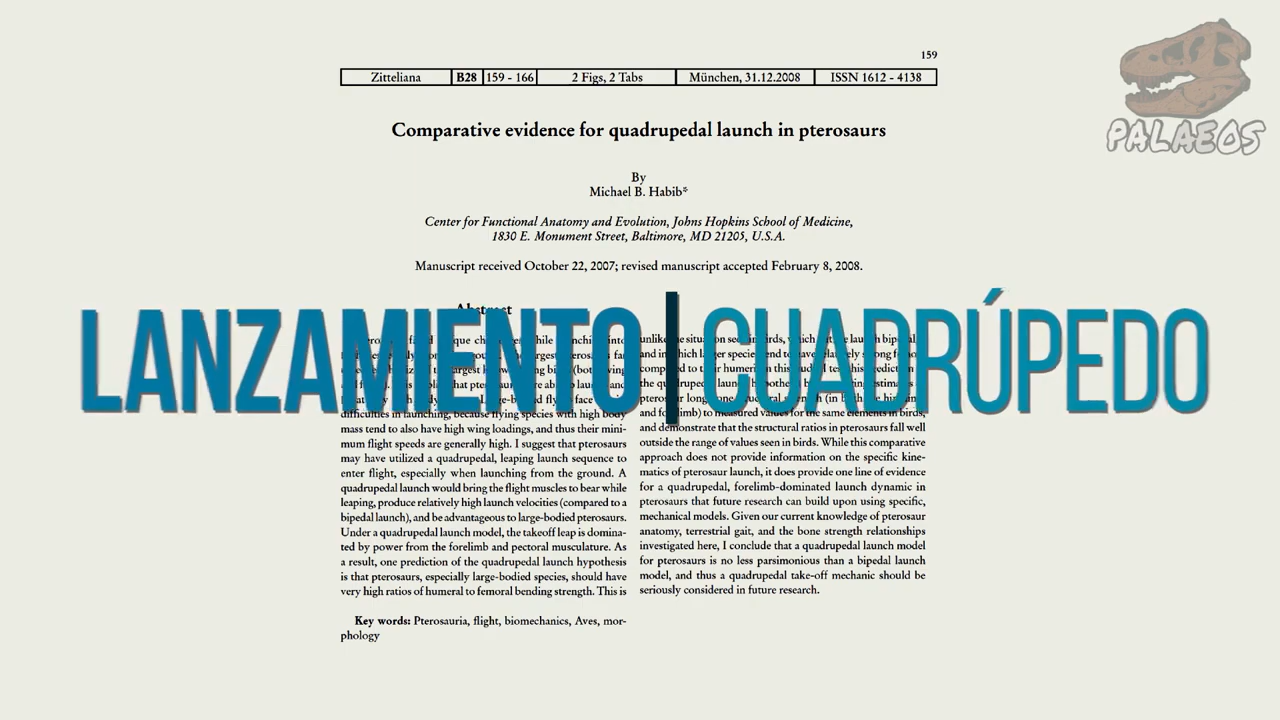 159
Zitteliana B28 159 - 166 2 Figs, 2 Tabs München, 31.12.2008 ISSN 1612 - 4138
PALAEOS
Comparative evidence for quadrupedal launch in pterosaurs
By
Michael B. Habib*
Center for Functional Anatomy and Evolution, Johns Hopkins School of Medicine,
1830 E. Monument Street, Baltimore, MD 21205, U.S.A.
Manuscript received October 22, 2007; revised manuscript accepted February 8, 2008.
Abstract
LANZAMIENTO | CUADRÚPEDO
difficulties in launching, because flying species with high body
mass tend to also have high wing loadings, and thus their mini-
mum flight speeds are generally high. I suggest that pterosaurs
may have utilized a quadrupedal, leaping launch sequence to
enter flight, especially when launching from the ground. A
quadrupedal launch would bring the flight muscles to bear while
leaping, produce relatively high launch velocities (compared to a
bipedal launch), and be advantageous to large-bodied pterosaurs.
Under a quadrupedal launch model, the takeoff leap is domina-
ted by power from the forelimb and pectoral musculature. As
a result, one prediction of the quadrupedal launch hypothesis
is that pterosaurs, especially large-bodied species, should have
very high ratios of humeral to femoral bending strength. This is
Key words: Pterosauria, flight, biomechanics, Aves, mor-
phology
to measured values for the same elements in birds,
and demonstrate that the structural ratios in pterosaurs fall well
outside the range of values seen in birds. While this comparative
approach does not provide information on the specific kine-
matics of pterosaur launch, it does provide one line of evidence
for a quadrupedal, forelimb-dominated launch dynamic in
pterosaurs that future research can build upon using specific,
mechanical models. Given our current knowledge of pterosaur
anatomy, terrestrial gait, and the bone strength relationships
investigated here, I conclude that a quadrupedal launch model
for pterosaurs is no less parsimonious than a bipedal launch
model, and thus a quadrupedal take-off mechanic should be
seriously considered in future research.